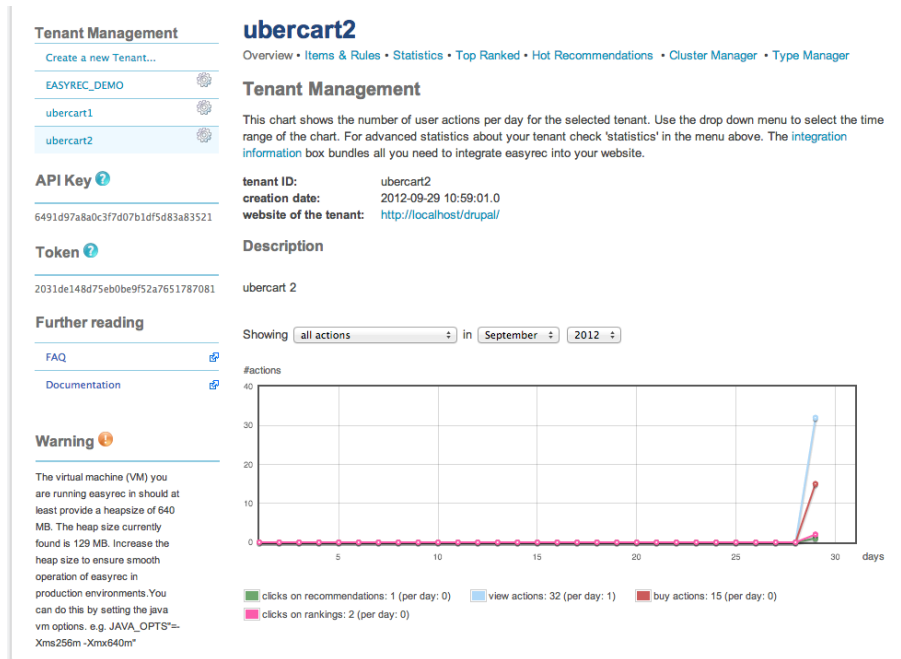 Tenant Management
Create a new Tenant...
EASYREC_DEMO
ubercart1
ubercart2
API Key ?
6491d97a8a0c3f7d07b1df5d83a83521
Token ?
2031de148d75eb0be9f52a7651787081
Further reading
FAQ
Documentation
Warning !
The virtual machine (VM) you
are running easyrec in should at
least provide a heapsize of 640
MB. The heap size currently
found is 129 MB. Increase the
heap size to ensure smooth
operation of easyrec in
production environments.You
can do this by setting the java
vm options. e.g. JAVA_OPTS"=-
Xms256m -Xmx640m"
ubercart2
Overview • Items & Rules • Statistics • Top Ranked • Hot Recommendations • Cluster Manager • Type Manager
Tenant Management
This chart shows the number of user actions per day for the selected tenant. Use the drop down menu to select the time
range of the chart. For advanced statistics about your tenant check 'statistics' in the menu above. The integration
information box bundles all you need to integrate easyrec into your website.
tenant ID: ubercart2
creation date: 2012-09-29 10:59:01.0
website of the tenant: http://localhost/drupal/
Description
ubercart 2
Showing all actions in September 2012
#actions
40
30
20
10
0
5 10 15 20 25 30 days
clicks on recommendations: 1 (per day: 0) view actions: 32 (per day: 1) buy actions: 15 (per day: 0)
clicks on rankings: 2 (per day: 0)